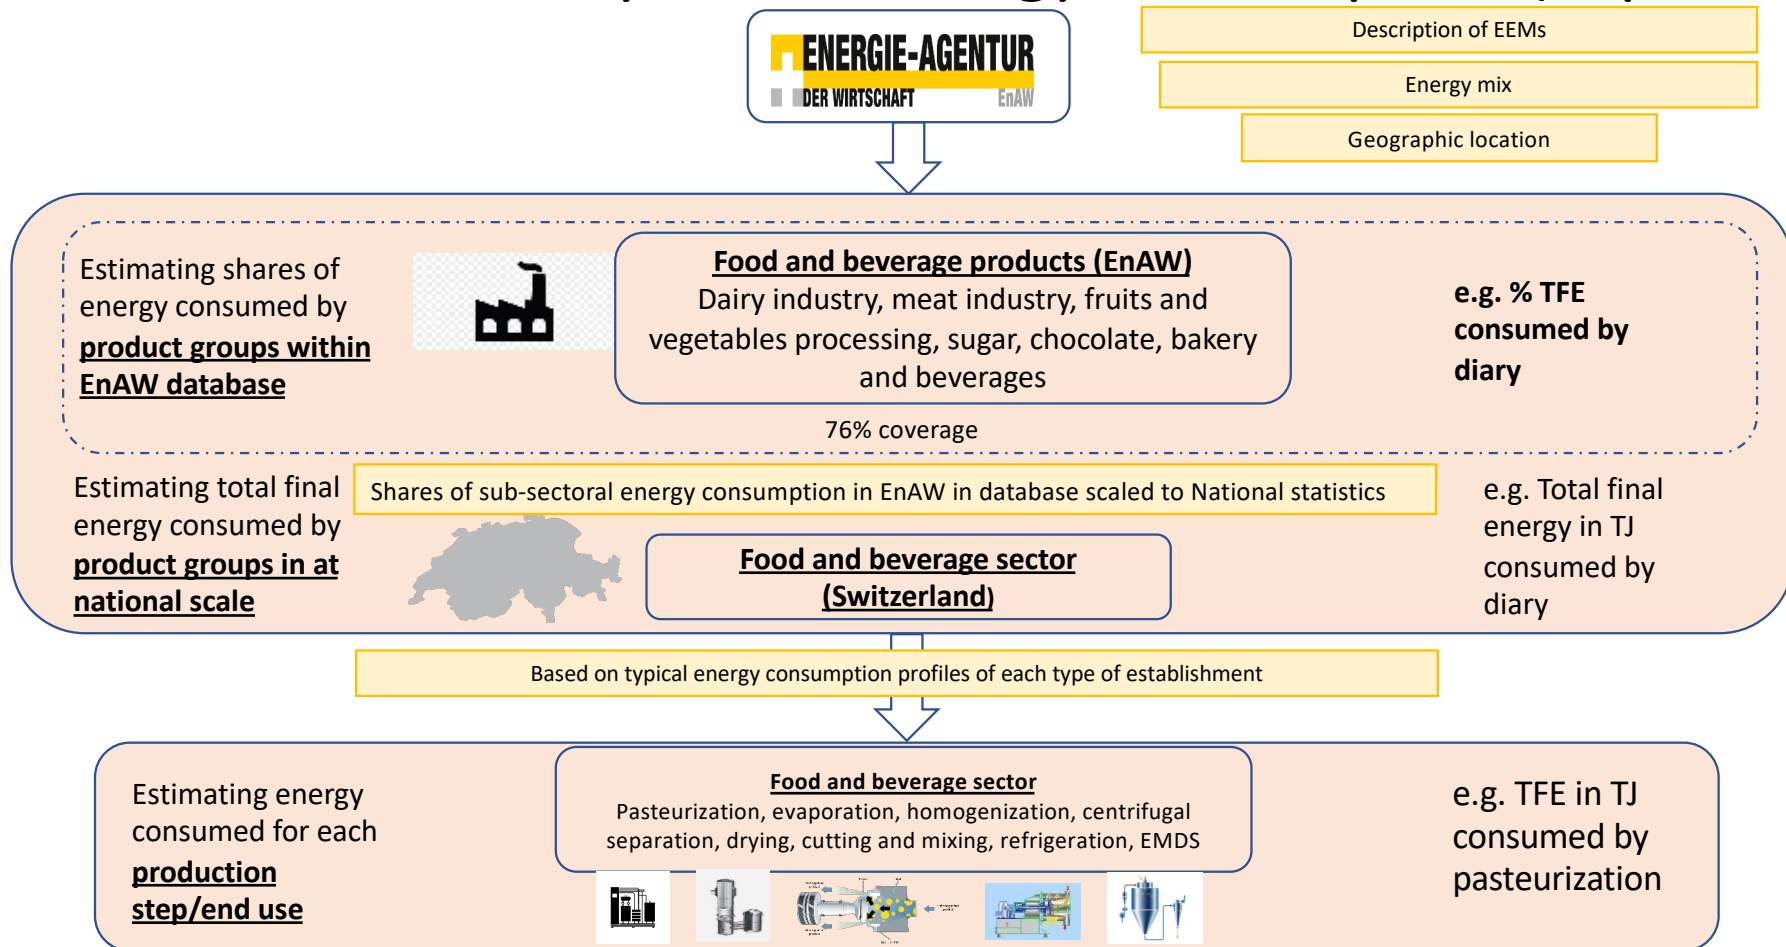 ENERGIE-AGENTUR
DER WIRTSCHAFT EnAW
Description of EEMs
Energy mix
Geographic location
Estimating shares of
energy consumed by
product groups within
EnAW database
Food and beverage products (EnAW)
Dairy industry, meat industry, fruits and
vegetables processing, sugar, chocolate, bakery
and beverages
e.g. % TFE
consumed by
diary
76% coverage
Estimating total final
energy consumed by
product groups in at
national scale
Shares of sub-sectoral energy consumption in EnAW in database scaled to National statistics
Food and beverage sector
(Switzerland)
e.g. Total final
energy in TJ
consumed by
diary
Based on typical energy consumption profiles of each type of establishment
Estimating energy
consumed for each
production
step/end use
Food and beverage sector
Pasteurization, evaporation, homogenization, centrifugal
separation, drying, cutting and mixing, refrigeration, EMDS
e.g. TFE in TJ
consumed by
pasteurization